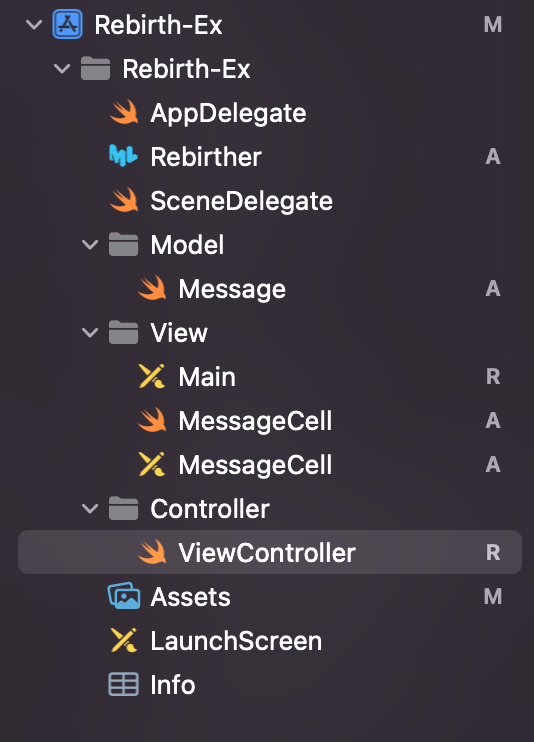 Rebirth-Ex M
Rebirth-Ex
AppDelegate
Rebirther A
SceneDelegate
Model
Message A
View
Main R
MessageCell A
MessageCell A
Controller
ViewController R
Assets M
LaunchScreen
Info